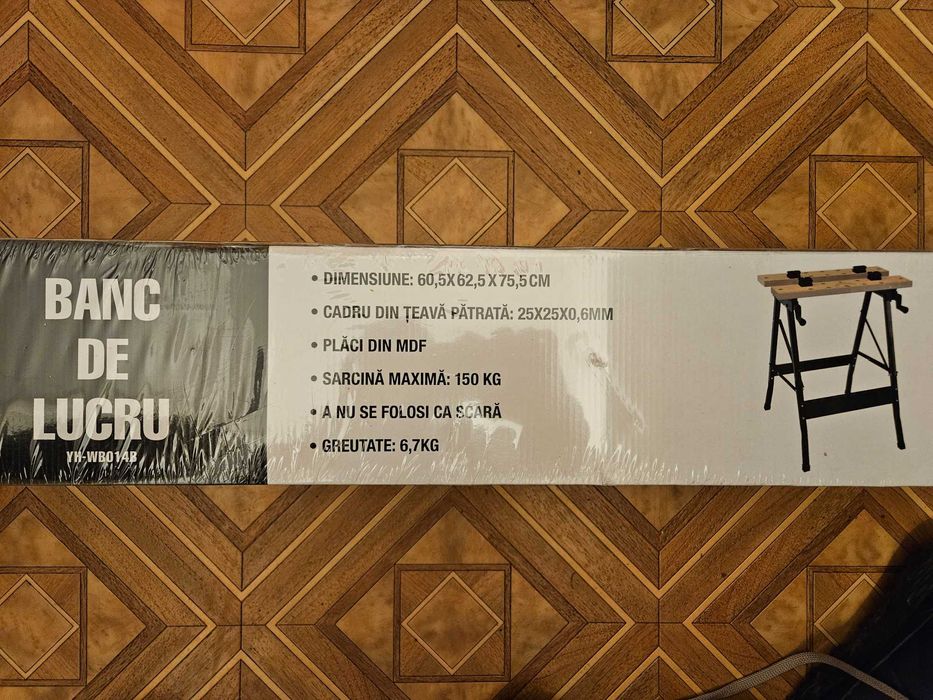 BANC
DE
LUCRU
YH-WB014B
• DIMENSIUNE: 60,5X62,5X75,5CM
• CADRU DIN ȚEAVĂ PĂTRATĂ: 25X25X0,6MM
• PLĂCI DIN MDF
• SARCINĂ MAXIMĂ: 150 KG
• A NU SE FOLOSI CA SCARĂ
• GREUTATE: 6,7KG